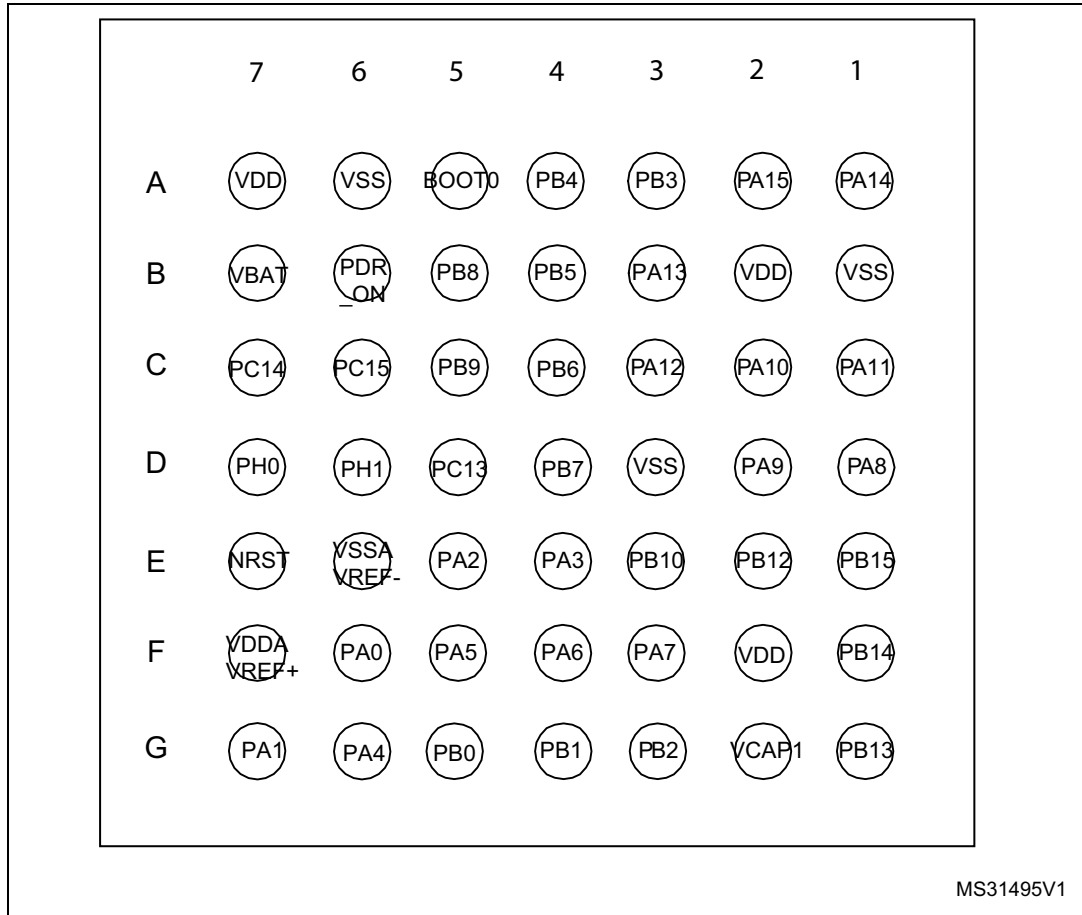 7 6 5 4 3 2 1
A VDD VSS BOOT0 PB4 PB3 PA15 PA14
B VBAT PDR _ON PB8 PB5 PA13 VDD VSS
C PC14 PC15 PB9 PB6 PA12 PA10 PA11
D PH0 PH1 PC13 PB7 VSS PA9 PA8
E NRST VSSA VREF- PA2 PA3 PB10 PB12 PB15
F VDDA VREF+ PA0 PA5 PA6 PA7 VDD PB14
G PA1 PA4 PB0 PB1 PB2 VCAP1 PB13
MS31495V1